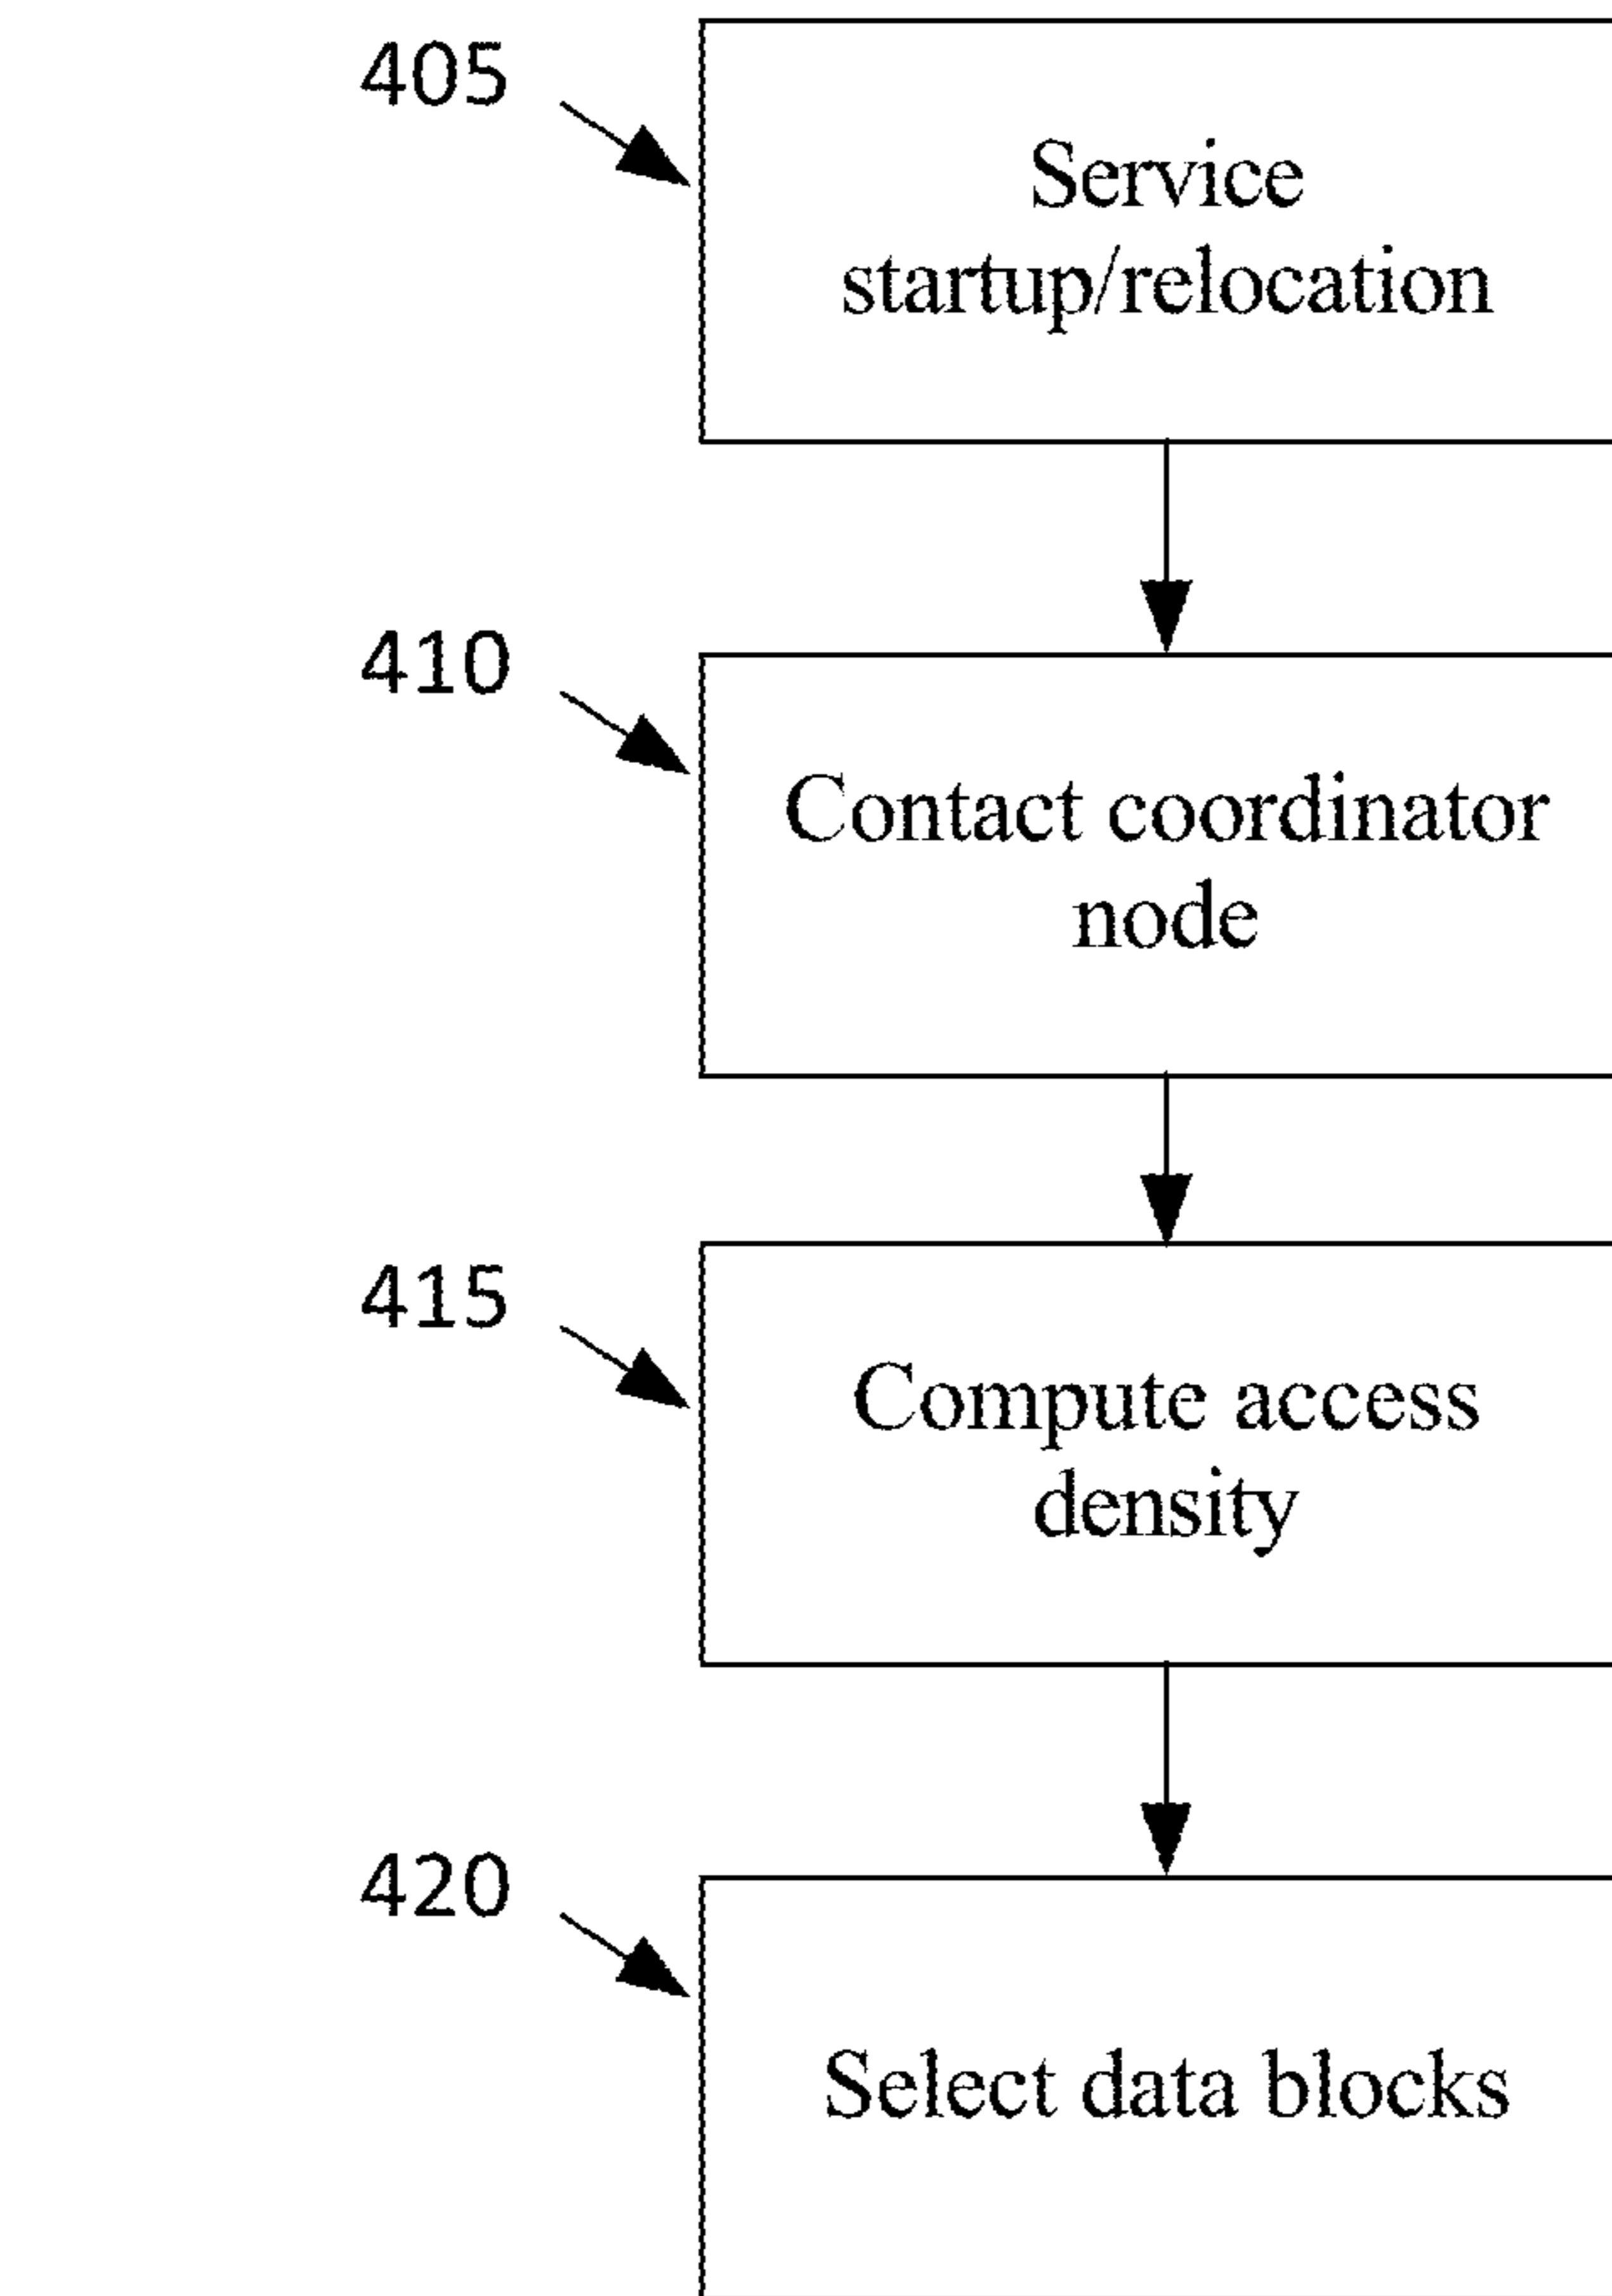 405
Service
startup/relocation
410
Contact coordinator
node
415
Compute access
density
420
Select data blocks